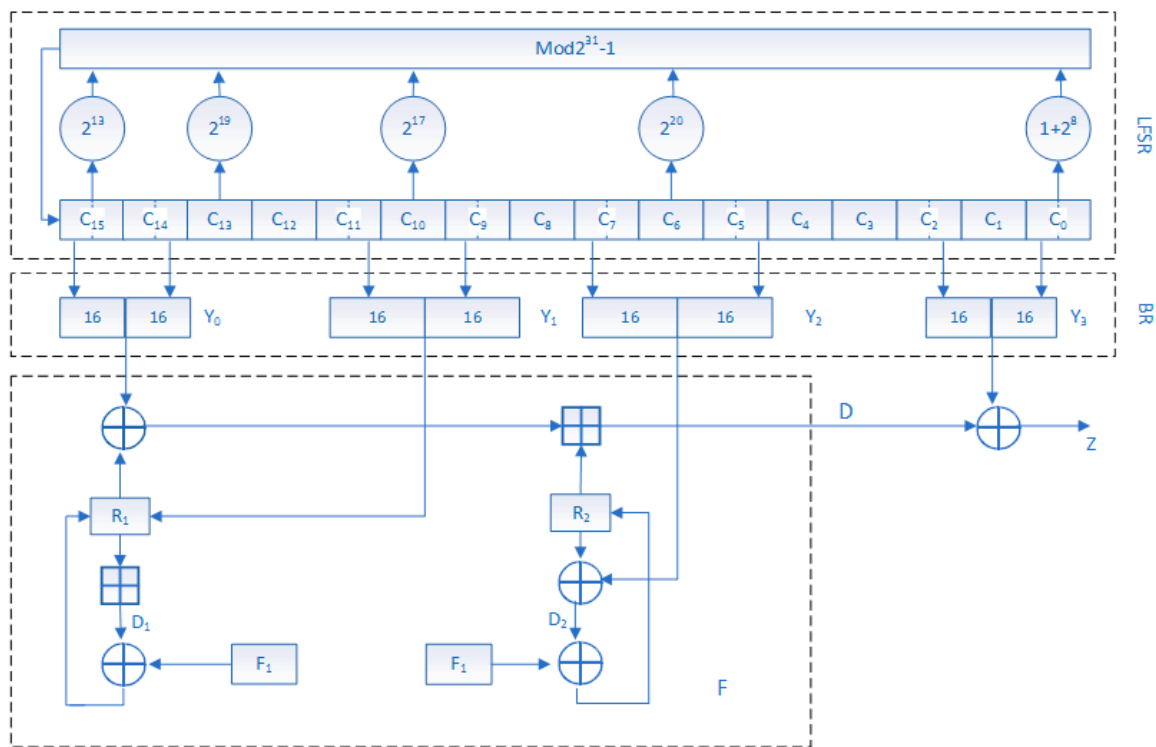 Mod2^31-1
2^13 2^19 2^17 2^20 1+2^8
LFSR
C15 C14 C13 C12 C11 C10 C9 C8 C7 C6 C5 C4 C3 C2 C1 C0
16 16 Y0 16 16 Y1 16 16 Y2 16 16 Y3
BR
D
Z
R1 R2
D1 D2
F1 F1
F